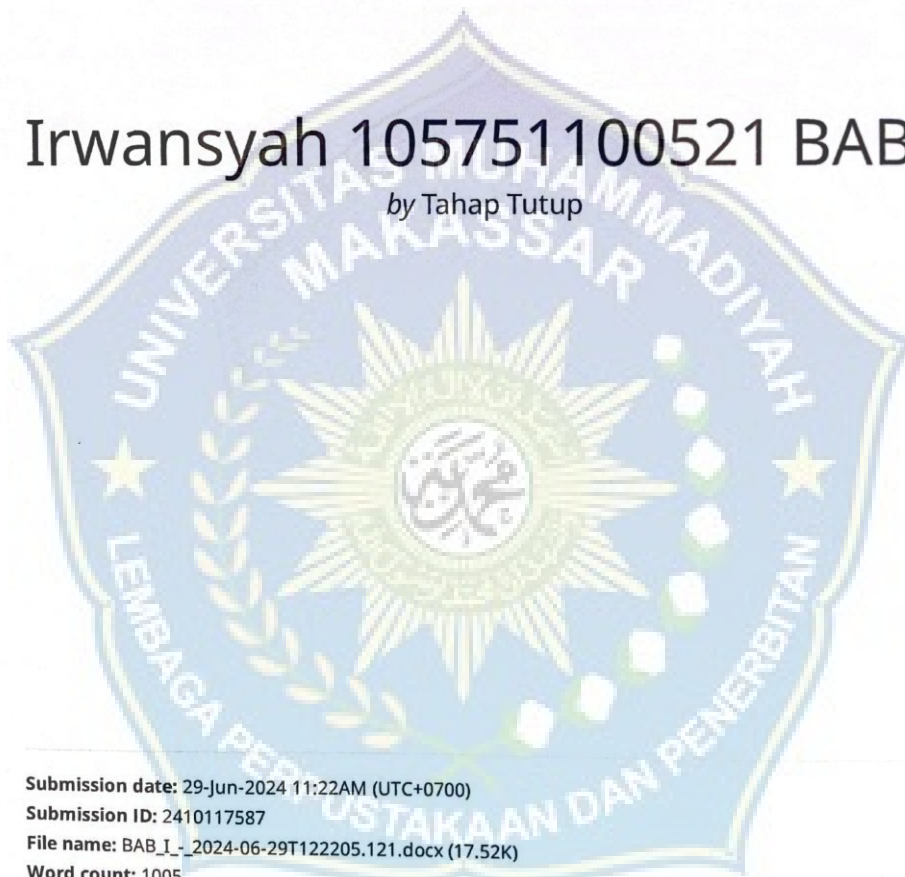 Irwansyah 105751100521 BAB
by Tahap Tutup
UNIVERSITAS MUHAMMADIYAH
MAKASSAR
LEMBAGA PERPUSTAKAAN DAN PENERBITAN
Submission date: 29-Jun-2024 11:22AM (UTC+0700)
Submission ID: 2410117587
File name: BAB_I_-_2024-06-29T122205.121.docx (17.52K)
Word count: 1005